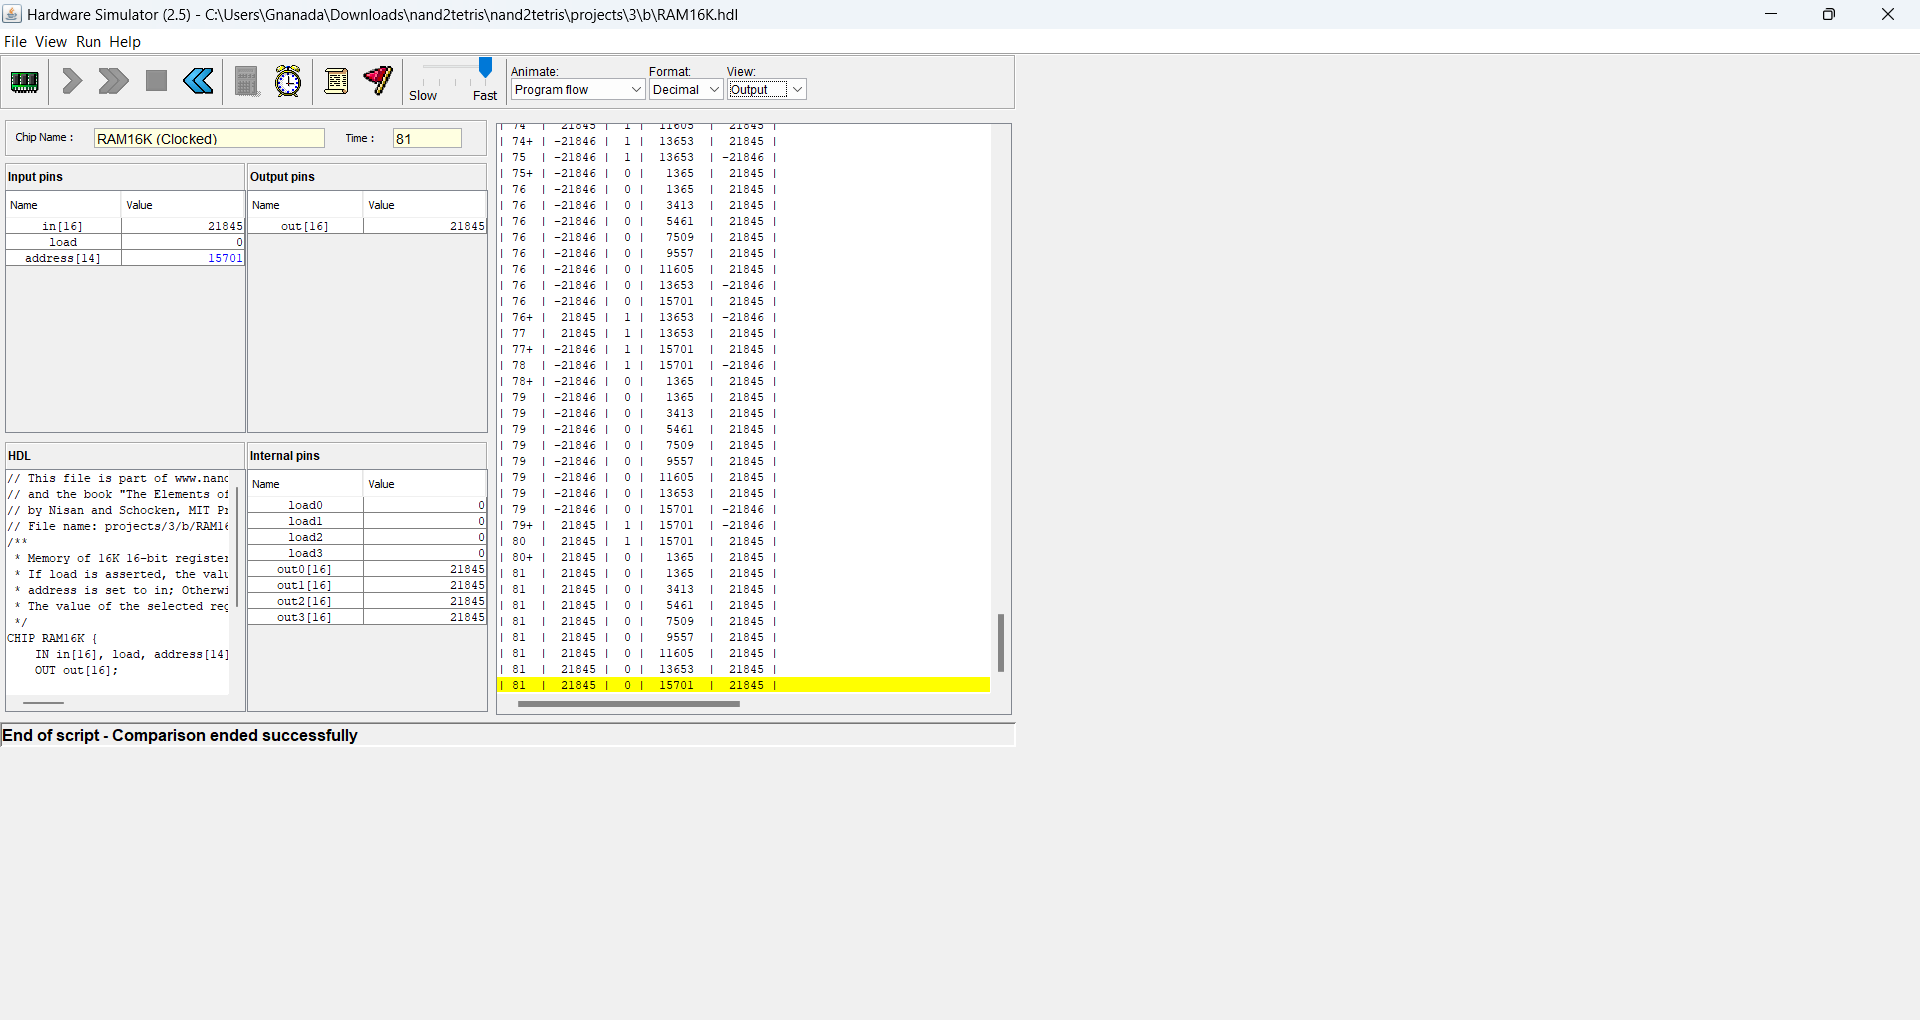 Hardware Simulator (2.5) - C:\Users\Gnanada\Downloads\nand2tetris\nand2tetris\projects\3\b\RAM16K.hdl
File View Run Help
Slow Fast
Animate: Format: View:
Program flow Decimal Output
Chip Name : RAM16K (Clocked) Time : 81
Input pins
Name Value
in[16] 21845
load 0
address[14] 15701
Output pins
Name Value
out[16] 21845
HDL
// This file is part of www.nand
// and the book "The Elements of
// by Nisan and Schocken, MIT Pr
// File name: projects/3/b/RAM16
/**
* Memory of 16K 16-bit register
* If load is asserted, the valu
* address is set to in; Otherwi
* The value of the selected reg
*/
CHIP RAM16K {
IN in[16], load, address[14]
OUT out[16];
Internal pins
Name Value
load0 0
load1 0
load2 0
load3 0
out0[16] 21845
out1[16] 21845
out2[16] 21845
out3[16] 21845
| 74 | 21845 | 1 | 11605 | 21845 |
| 74+ | -21846 | 1 | 13653 | 21845 |
| 75 | -21846 | 1 | 13653 | -21846 |
| 75+ | -21846 | 0 | 1365 | 21845 |
| 76 | -21846 | 0 | 1365 | 21845 |
| 76 | -21846 | 0 | 3413 | 21845 |
| 76 | -21846 | 0 | 5461 | 21845 |
| 76 | -21846 | 0 | 7509 | 21845 |
| 76 | -21846 | 0 | 9557 | 21845 |
| 76 | -21846 | 0 | 11605 | 21845 |
| 76 | -21846 | 0 | 13653 | -21846 |
| 76 | -21846 | 0 | 15701 | 21845 |
| 76+ | 21845 | 1 | 13653 | -21846 |
| 77 | 21845 | 1 | 13653 | 21845 |
| 77+ | -21846 | 1 | 15701 | 21845 |
| 78 | -21846 | 1 | 15701 | -21846 |
| 78+ | -21846 | 0 | 1365 | 21845 |
| 79 | -21846 | 0 | 1365 | 21845 |
| 79 | -21846 | 0 | 3413 | 21845 |
| 79 | -21846 | 0 | 5461 | 21845 |
| 79 | -21846 | 0 | 7509 | 21845 |
| 79 | -21846 | 0 | 9557 | 21845 |
| 79 | -21846 | 0 | 11605 | 21845 |
| 79 | -21846 | 0 | 13653 | 21845 |
| 79 | -21846 | 0 | 15701 | -21846 |
| 79+ | 21845 | 1 | 15701 | -21846 |
| 80 | 21845 | 1 | 15701 | 21845 |
| 80+ | 21845 | 0 | 1365 | 21845 |
| 81 | 21845 | 0 | 1365 | 21845 |
| 81 | 21845 | 0 | 3413 | 21845 |
| 81 | 21845 | 0 | 5461 | 21845 |
| 81 | 21845 | 0 | 7509 | 21845 |
| 81 | 21845 | 0 | 9557 | 21845 |
| 81 | 21845 | 0 | 11605 | 21845 |
| 81 | 21845 | 0 | 13653 | 21845 |
| 81 | 21845 | 0 | 15701 | 21845 |
End of script - Comparison ended successfully